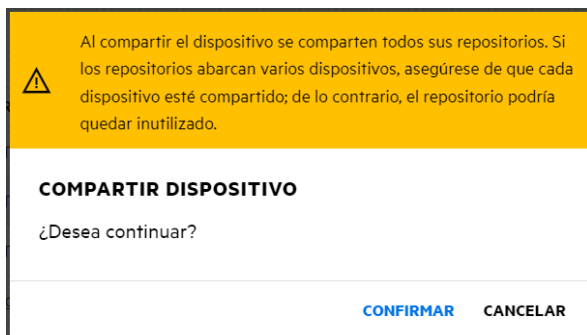 Al compartir el dispositivo se comparten todos sus repositorios. Si
los repositorios abarcan varios dispositivos, asegúrese de que cada
dispositivo esté compartido; de lo contrario, el repositorio podría
quedar inutilizado.
COMPARTIR DISPOSITIVO
¿Desea continuar?
CONFIRMAR CANCELAR